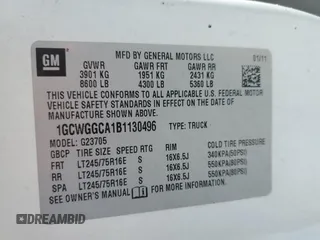 GM
MFD BY GENERAL MOTORS LLC 01/11
GVWR GAWR FRT GAWR RR
3901 KG 1951 KG 2431 KG
8600 LB 4300 LB 5360 LB
THIS VEHICLE CONFORMS TO ALL APPLICABLE U.S. FEDERAL
MOTOR VEHICLE SAFETY STANDARDS IN EFFECT ON THE DATE OF
MANUFACTURE SHOWN ABOVE.
1GCWGGCA1B1130496 TYPE: TRUCK
MODEL: G23705
GBCP TIRE SIZE SPEED RTG RIM COLD TIRE PRESSURE
FRT LT245/75R16E S 16X6.5J 340KPA(50PSI)
RR LT245/75R16E S 16X6.5J 550KPA(80PSI)
SPA LT245/75R16E S 16X6.5J 550KPA(80PSI)
SEE OWNER'S MANUAL
DREAMBID